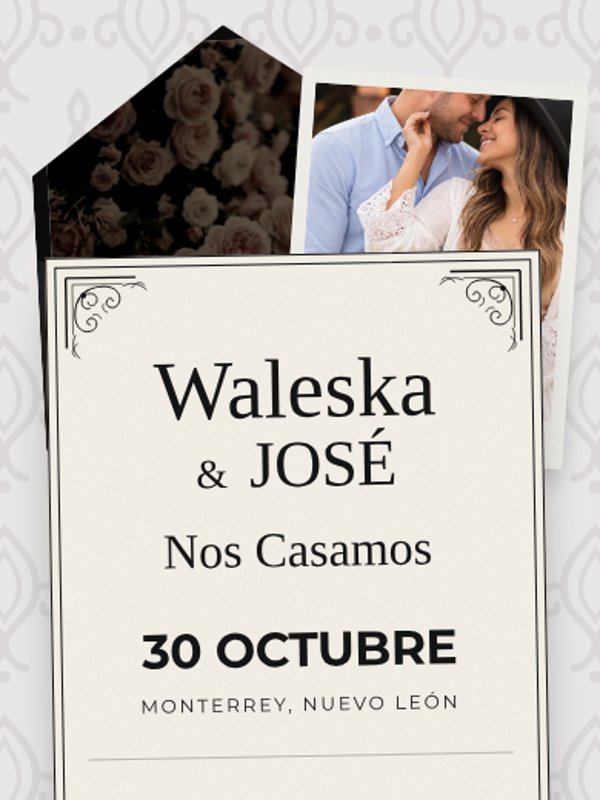 Waleska
& JOSÉ
Nos Casamos
30 OCTUBRE
MONTERREY, NUEVO LEÓN